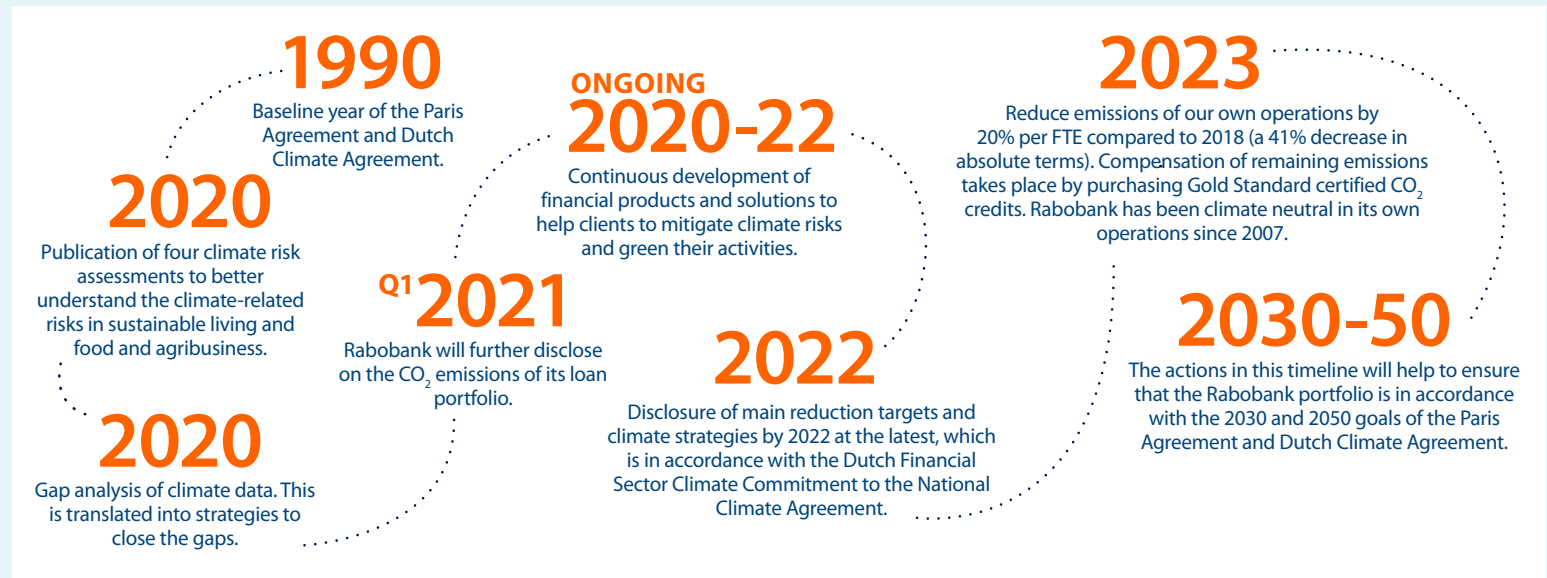 1990
Baseline year of the Paris
Agreement and Dutch
Climate Agreement.
2020
Publication of four climate risk
assessments to better
understand the climate-related
risks in sustainable living and
food and agribusiness.
2020
Gap analysis of climate data. This
is translated into strategies to
close the gaps.
Q1 2021
Rabobank will further disclose
on the CO₂ emissions of its loan
portfolio.
ONGOING
2020-22
Continuous development of
financial products and solutions to
help clients to mitigate climate risks
and green their activities.
2022
Disclosure of main reduction targets and
climate strategies by 2022 at the latest, which
is in accordance with the Dutch Financial
Sector Climate Commitment to the National
Climate Agreement.
2023
Reduce emissions of our own operations by
20% per FTE compared to 2018 (a 41% decrease in
absolute terms). Compensation of remaining emissions
takes place by purchasing Gold Standard certified CO₂
credits. Rabobank has been climate neutral in its own
operations since 2007.
2030-50
The actions in this timeline will help to ensure
that the Rabobank portfolio is in accordance
with the 2030 and 2050 goals of the Paris
Agreement and Dutch Climate Agreement.